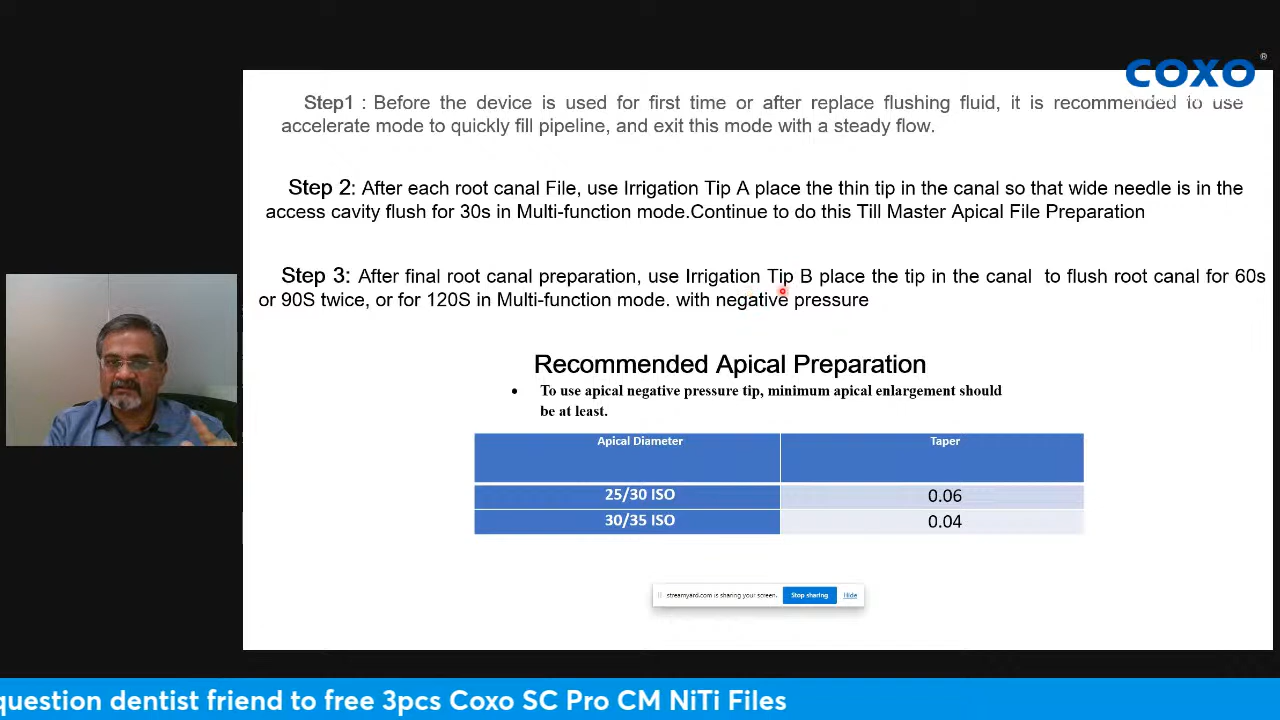 COXO
®
Step1 : Before the device is used for first time or after replace flushing fluid, it is recommended to use
accelerate mode to quickly fill pipeline, and exit this mode with a steady flow.
Step 2: After each root canal File, use Irrigation Tip A place the thin tip in the canal so that wide needle is in the
access cavity flush for 30s in Multi-function mode.Continue to do this Till Master Apical File Preparation
Step 3: After final root canal preparation, use Irrigation Tip B place the tip in the canal to flush root canal for 60s
or 90S twice, or for 120S in Multi-function mode. with negative pressure
Recommended Apical Preparation
• To use apical negative pressure tip, minimum apical enlargement should
be at least.
Apical Diameter Taper
25/30 ISO 0.06
30/35 ISO 0.04
streamyard.com is sharing your screen. Stop sharing Hide
question dentist friend to free 3pcs Coxo SC Pro CM NiTi Files